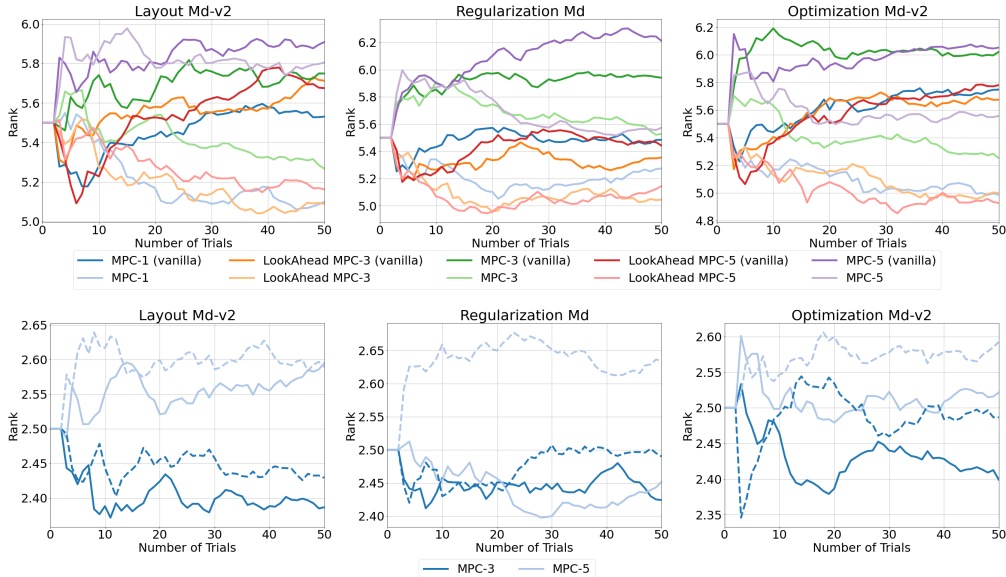 Layout Md-v2
Regularization Md
Optimization Md-v2
6.0
5.8
5.6
5.4
5.2
5.0
Rank
0 10 20 30 40 50
Number of Trials
6.2
6.0
5.8
5.6
5.4
5.2
5.0
Rank
0 10 20 30 40 50
Number of Trials
6.2
6.0
5.8
5.6
5.4
5.2
5.0
4.8
Rank
0 10 20 30 40 50
Number of Trials
MPC-1 (vanilla) LookAhead MPC-3 (vanilla) MPC-3 (vanilla) LookAhead MPC-5 (vanilla) MPC-5 (vanilla)
MPC-1 LookAhead MPC-3 MPC-3 LookAhead MPC-5 MPC-5
Layout Md-v2
Regularization Md
Optimization Md-v2
2.65
2.60
2.55
2.50
2.45
2.40
Rank
0 10 20 30 40 50
Number of Trials
2.65
2.60
2.55
2.50
2.45
2.40
Rank
0 10 20 30 40 50
Number of Trials
2.60
2.55
2.50
2.45
2.40
2.35
Rank
0 10 20 30 40 50
Number of Trials
MPC-3 MPC-5